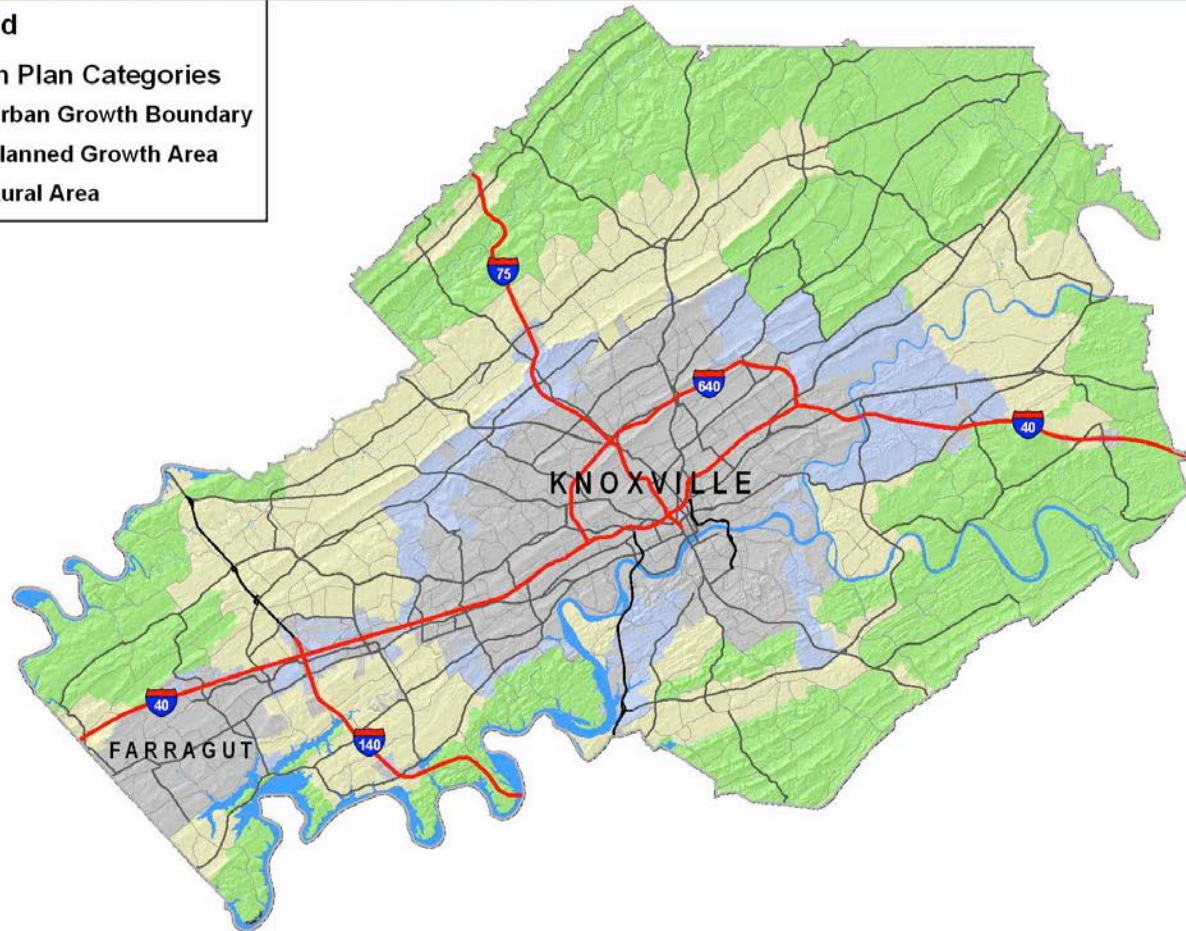 d
n Plan Categories
rban Growth Boundary
lanned Growth Area
ural Area
75
640
40
KNOXVILLE
40
FARRAGUT
140